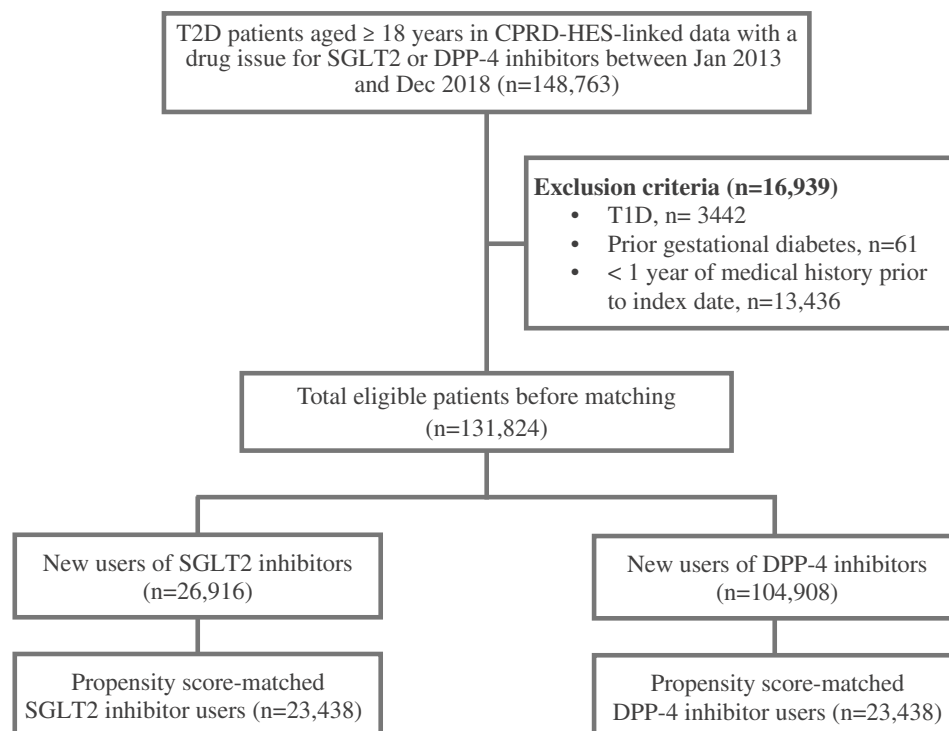 T2D patients aged ≥ 18 years in CPRD-HES-linked data with a
drug issue for SGLT2 or DPP-4 inhibitors between Jan 2013
and Dec 2018 (n=148,763)
Exclusion criteria (n=16,939)
• T1D, n= 3442
• Prior gestational diabetes, n=61
• < 1 year of medical history prior
to index date, n=13,436
Total eligible patients before matching
(n=131,824)
New users of SGLT2 inhibitors
(n=26,916)
New users of DPP-4 inhibitors
(n=104,908)
Propensity score-matched
SGLT2 inhibitor users (n=23,438)
Propensity score-matched
DPP-4 inhibitor users (n=23,438)